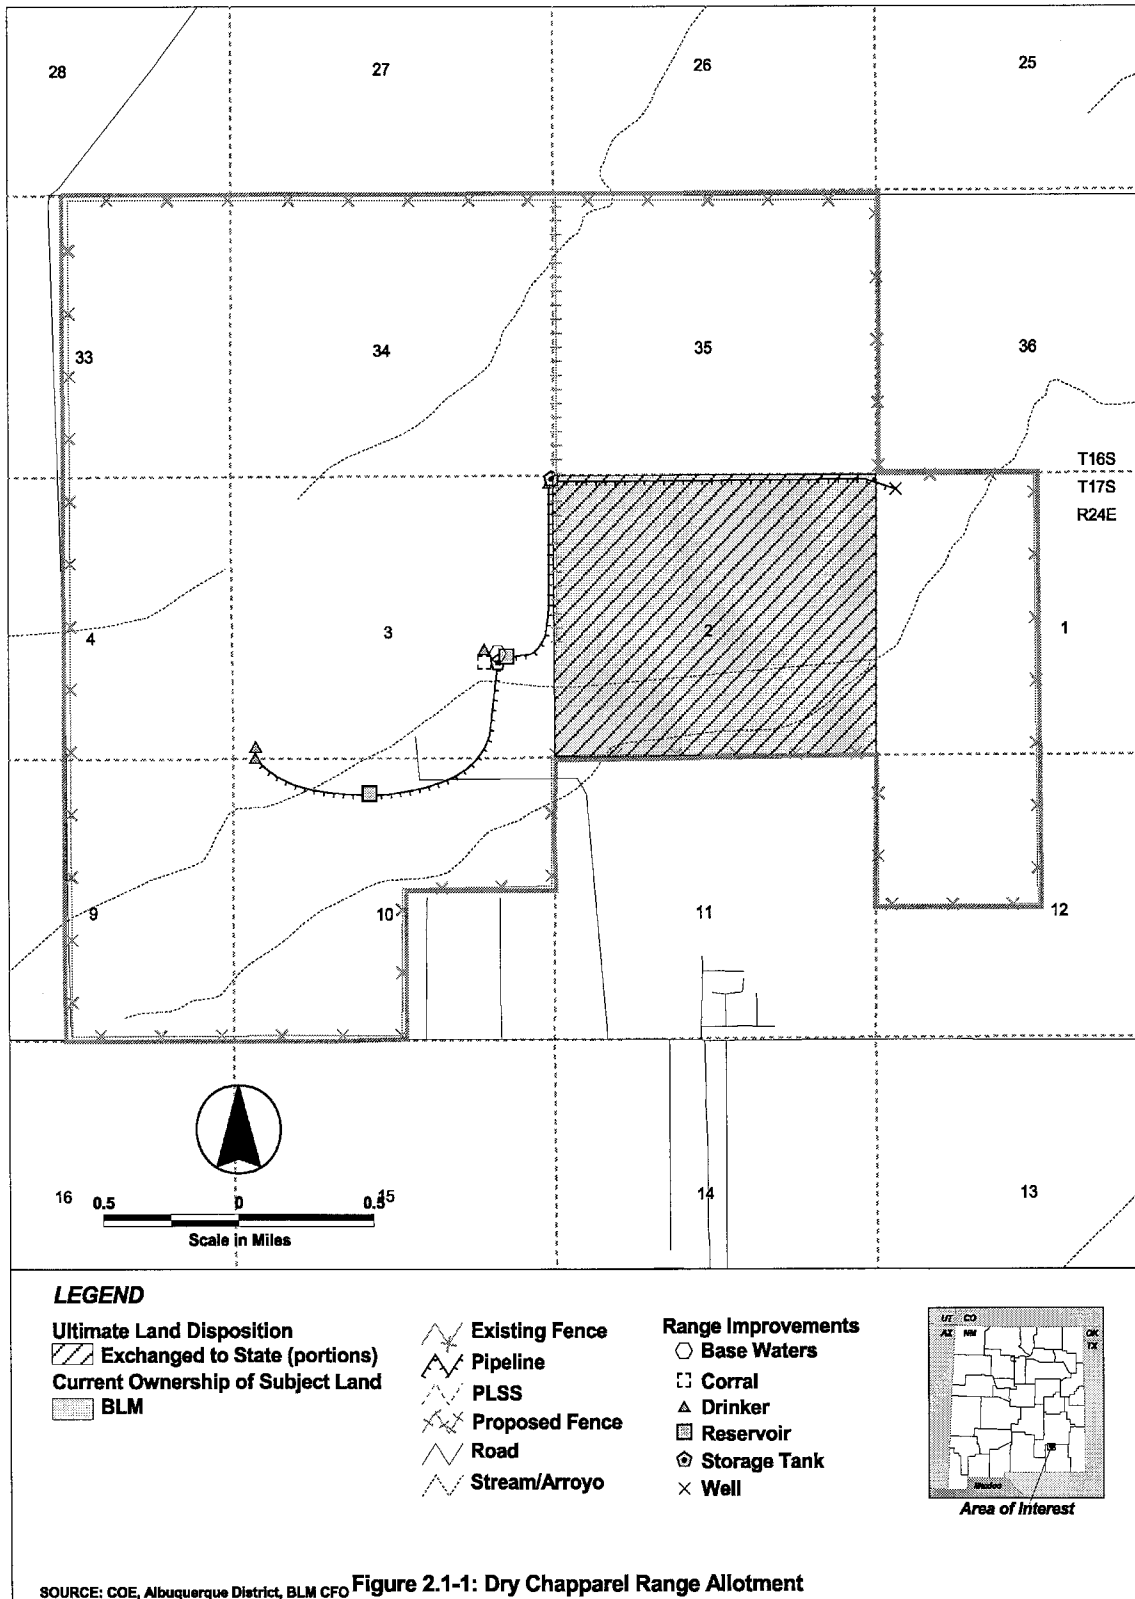 28
27
26
25
33
34
35
36
T16S
T17S
R24E
4
3
2
1
9
10
11
12
16
15
14
13
0.5 0 0.5
Scale in Miles
LEGEND
Ultimate Land Disposition
Exchanged to State (portions)
Current Ownership of Subject Land
BLM
Existing Fence
Pipeline
PLSS
Proposed Fence
Road
Stream/Arroyo
Range Improvements
Base Waters
Corral
Drinker
Reservoir
Storage Tank
Well
UT CO
AZ NM
OK
TX
Mexico
Area of Interest
SOURCE: COE, Albuquerque District, BLM CFO
Figure 2.1-1: Dry Chapparel Range Allotment